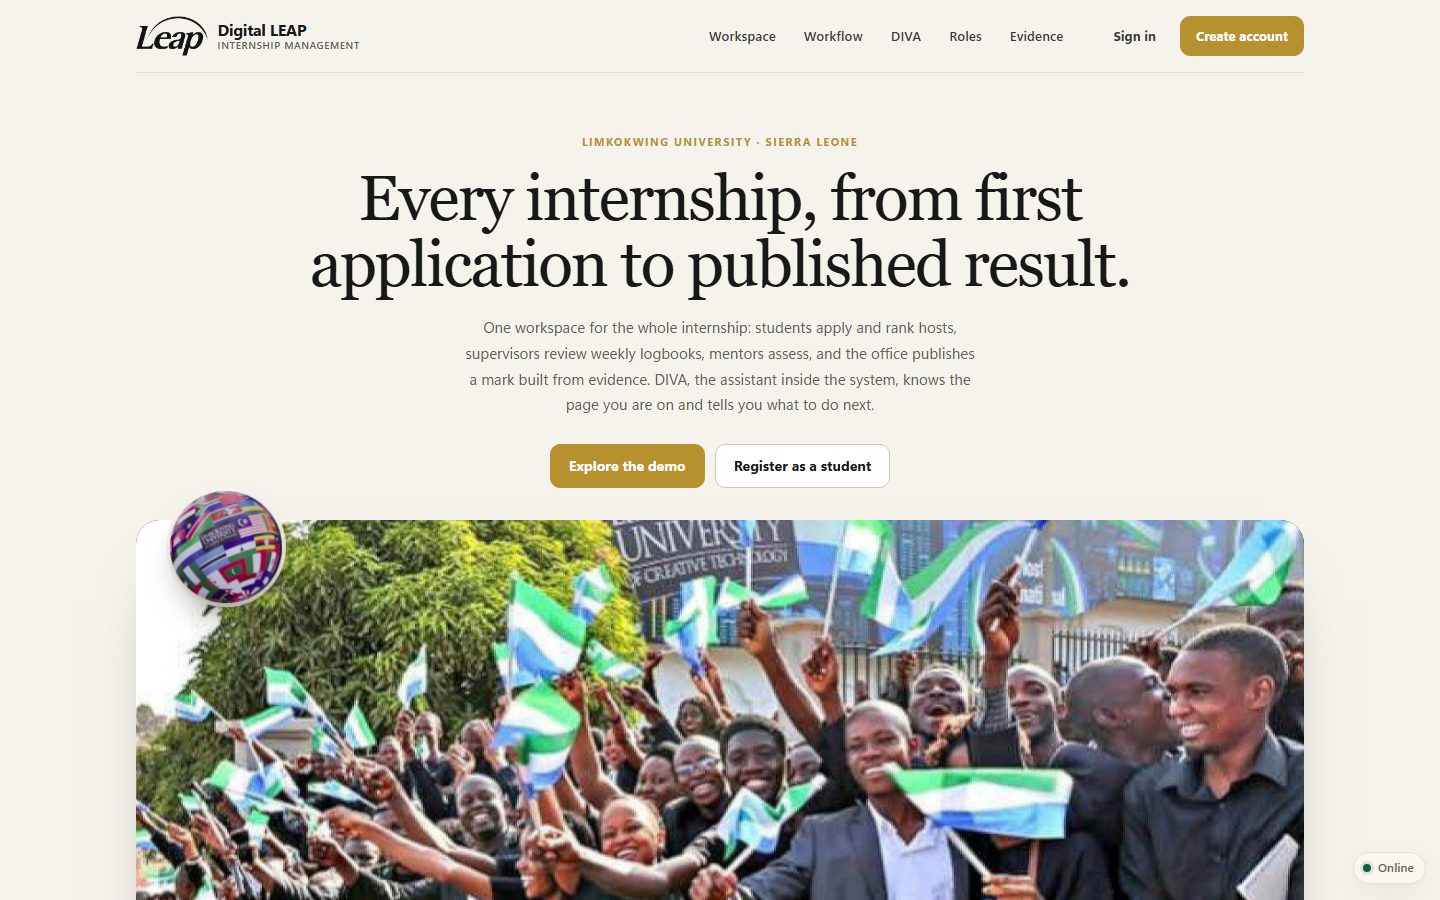 Leap
Digital LEAP
INTERNSHIP MANAGEMENT
Workspace
Workflow
DIVA
Roles
Evidence
Sign in
Create account
LIMKOKWING UNIVERSITY · SIERRA LEONE
Every internship, from first
application to published result.
One workspace for the whole internship: students apply and rank hosts,
supervisors review weekly logbooks, mentors assess, and the office publishes
a mark built from evidence. DIVA, the assistant inside the system, knows the
page you are on and tells you what to do next.
Explore the demo
Register as a student
UNIVERSITY
OF CREATIVE TECHNOLOGY
Online